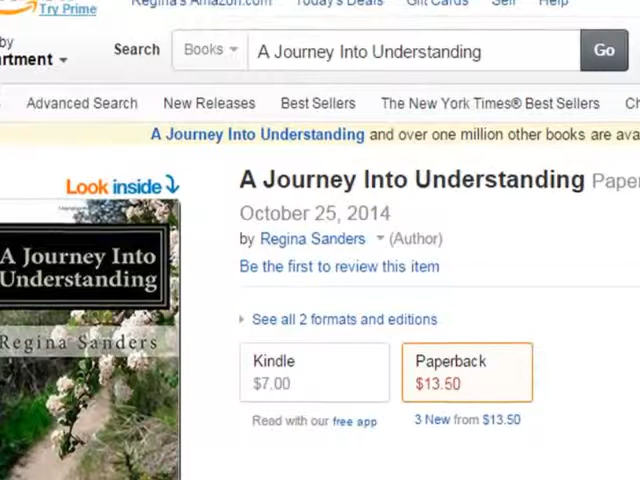 Try Prime
Regina's Amazon.com Today's Deals Gift Cards Sell Help
by
Search Books A Journey Into Understanding Go
Advanced Search New Releases Best Sellers The New York Times® Best Sellers
A Journey Into Understanding and over one million other books are
Look inside
A Journey Into Understanding
October 25, 2014
by Regina Sanders (Author)
Be the first to review this item
A Journey Into
Understanding
Regina Sanders
See all 2 formats and editions
Kindle Paperback
$7.00 $13.50
Read with our free app 3 New from $13.50